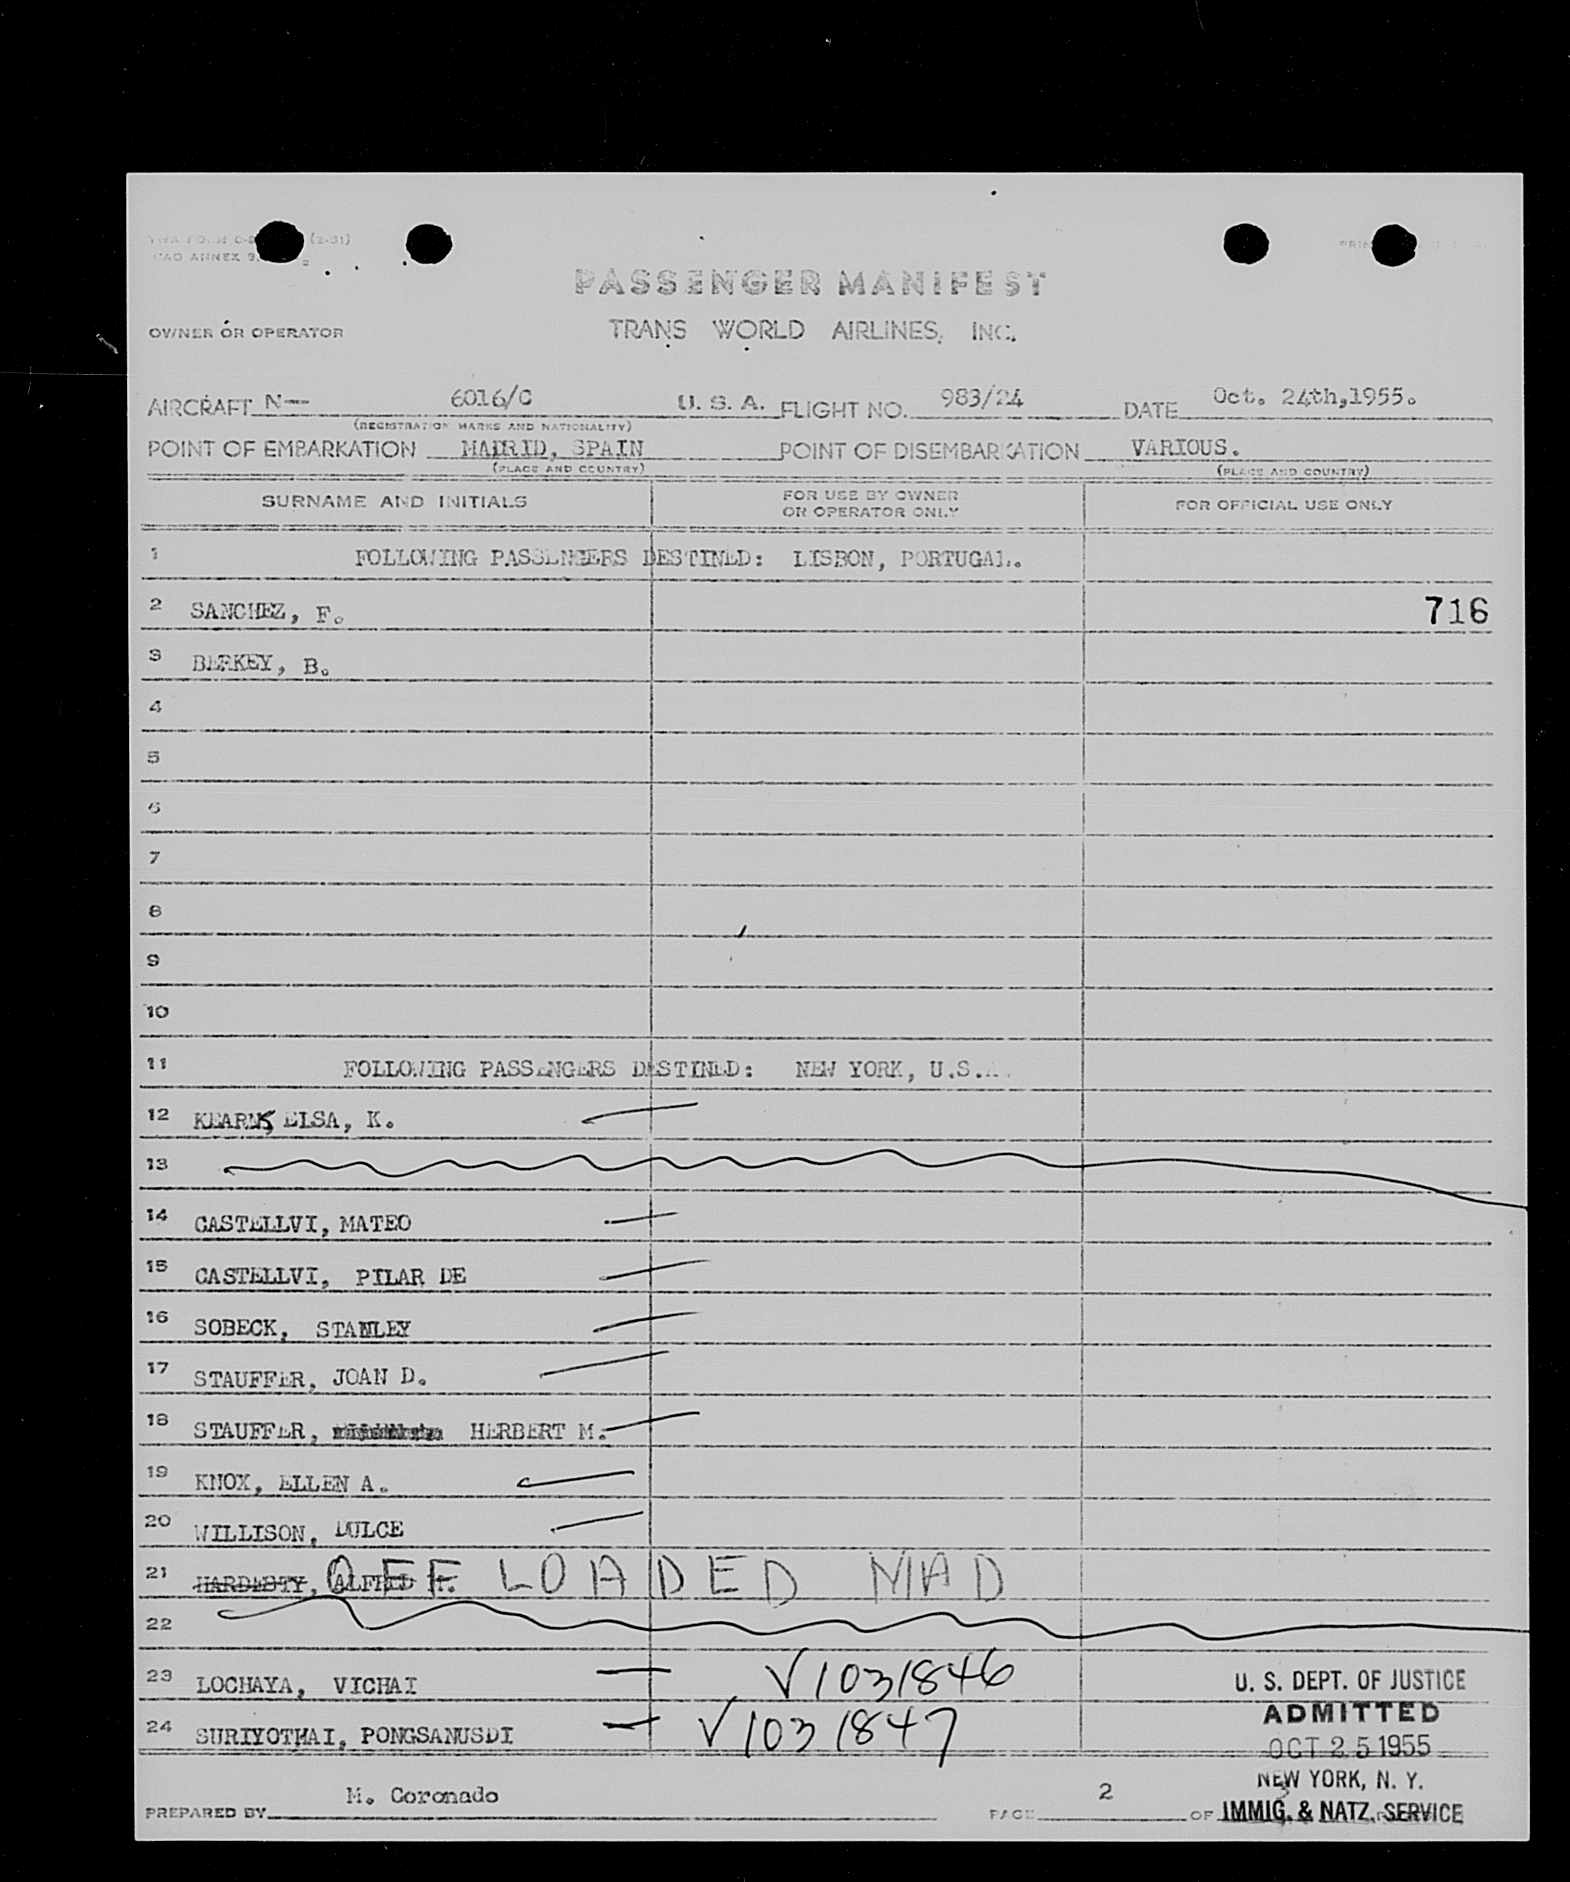 (2-51)
PASSENGER MANIFEST
OWNER OR OPERATOR TRANS WORLD AIRLINES, INC.
AIRCRAFT N— 6016/C U. S. A. FLIGHT NO. 983/24 DATE Oct. 24th,1955.
(REGISTRATION MARKS AND NATIONALITY)
POINT OF EMBARKATION MADRID, SPAIN POINT OF DISEMBARKATION VARIOUS.
(PLACE AND COUNTRY) (PLACE AND COUNTRY)
SURNAME AND INITIALS FOR USE BY OWNER OR OPERATOR ONLY FOR OFFICIAL USE ONLY
1 FOLLOWING PASSENGERS DESTINED: LISBON, PORTUGAL.
2 SANCHEZ, F. 716
3 BERKEY, B.
4
5
6
7
8
9
10
11 FOLLOWING PASSENGERS DESTINED: NEW YORK, U.S.A.
12 KEARNS, ELSA, K.
13
14 CASTELLVI, MATEO
15 CASTELLVI, PILAR DE
16 SOBECK, STANLEY
17 STAUFFER, JOAN D.
18 STAUFFER, HERBERT M.
19 KNOX, ELLEN A.
20 WILLISON, DULCE
21 HARDESTY, ALFRED H. OFF LOADED MAD
22
23 LOCHAYA, VICHAI V1031846
24 SURIYOTHAI, PONGSANUSDI V1031847
U. S. DEPT. OF JUSTICE
ADMITTED
OCT 25 1955
NEW YORK, N. Y.
IMMIG. & NATZ. SERVICE
PREPARED BY M. Coronado PAGE 2 OF